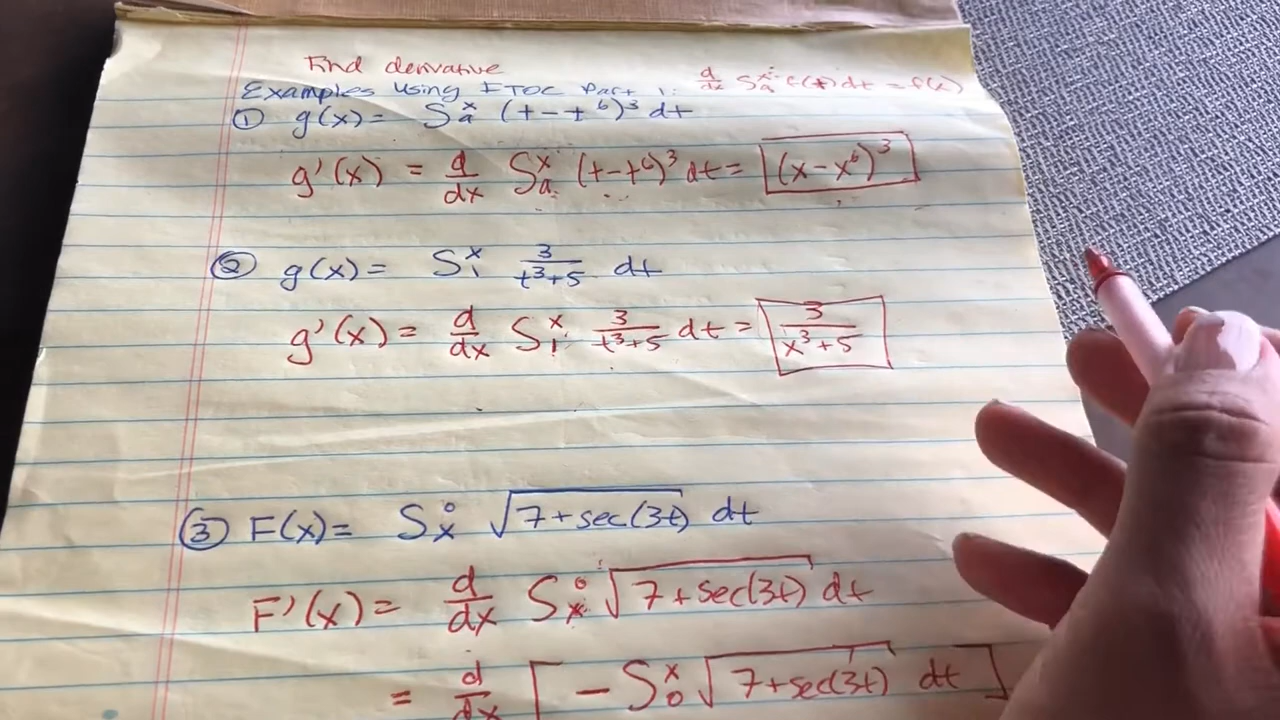 Find derivative
Examples Using FTOC Part 1: d/dx ∫ₐˣ f(t) dt = f(x)
① g(x) = ∫ₐˣ (t - t⁶)³ dt
g'(x) = d/dx ∫ₐˣ (t - t⁶)³ dt = (x - x⁶)³
② g(x) = ∫₁ˣ 3/(t³+5) dt
g'(x) = d/dx ∫₁ˣ 3/(t³+5) dt = 3/(x³+5)
③ F(x) = ∫ₓ⁰ √(7+sec(3t)) dt
F'(x) = d/dx ∫ₓ⁰ √(7+sec(3t)) dt
= d/dx [ - ∫₀ˣ √(7+sec(3t)) dt ]